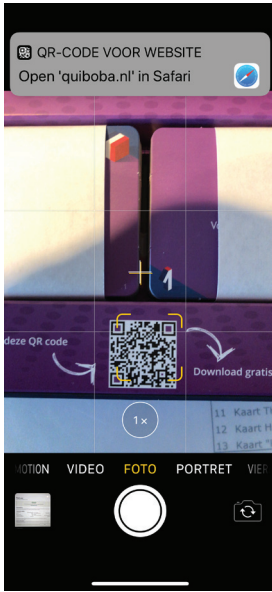 QR-CODE VOOR WEBSITE
Open 'quiboba.nl' in Safari
1
deze QR code
Download gratis
1×
11 Kaart
12 Kaart
13 Kaart
MOTION VIDEO FOTO PORTRET VIER